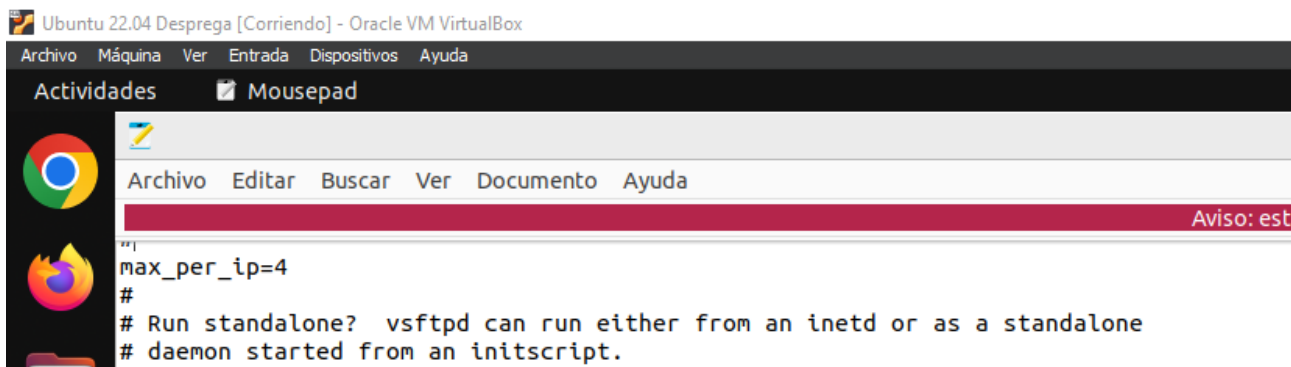 Ubuntu 22.04 Desprega [Corriendo] - Oracle VM VirtualBox
Archivo Máquina Ver Entrada Dispositivos Ayuda
Actividades Mousepad
Archivo Editar Buscar Ver Documento Ayuda
Aviso: est
max_per_ip=4
#
# Run standalone?  vsftpd can run either from an inetd or as a standalone
# daemon started from an initscript.